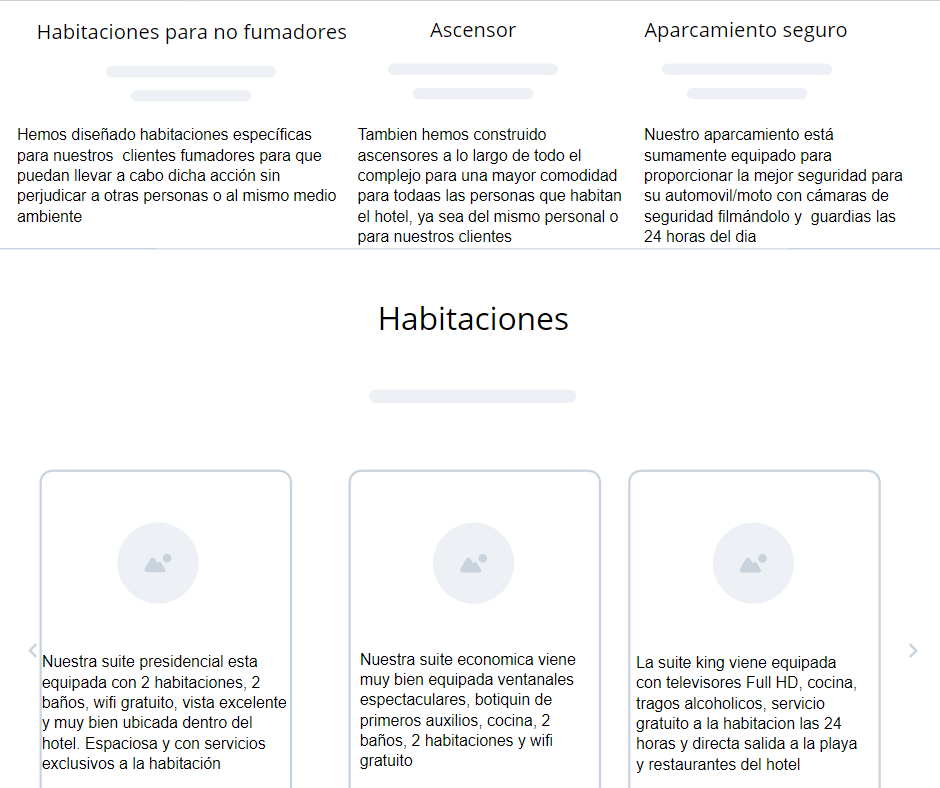 Habitaciones para no fumadores
Ascensor
Aparcamiento seguro
Hemos diseñado habitaciones específicas
para nuestros  clientes fumadores para que
puedan llevar a cabo dicha acción sin
perjudicar a otras personas o al mismo medio
ambiente
Tambien hemos construido
ascensores a lo largo de todo el
complejo para una mayor comodidad
para todaas las personas que habitan
el hotel, ya sea del mismo personal o
para nuestros clientes
Nuestro aparcamiento está
sumamente equipado para
proporcionar la mejor seguridad para
su automovil/moto con cámaras de
seguridad filmándolo y  guardias las
24 horas del dia
Habitaciones
Nuestra suite presidencial esta
equipada con 2 habitaciones, 2
baños, wifi gratuito, vista excelente
y muy bien ubicada dentro del
hotel. Espaciosa y con servicios
exclusivos a la habitación
Nuestra suite economica viene
muy bien equipada ventanales
espectaculares, botiquin de
primeros auxilios, cocina, 2
baños, 2 habitaciones y wifi
gratuito
La suite king viene equipada
con televisores Full HD, cocina,
tragos alcoholicos, servicio
gratuito a la habitacion las 24
horas y directa salida a la playa
y restaurantes del hotel